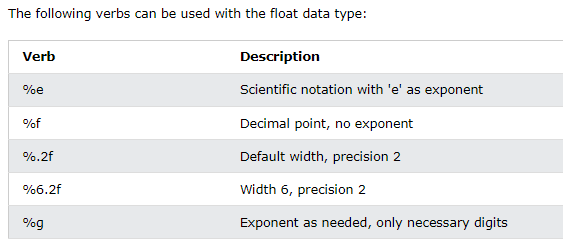 The following verbs can be used with the float data type:
Verb Description
%e Scientific notation with 'e' as exponent
%f Decimal point, no exponent
%.2f Default width, precision 2
%6.2f Width 6, precision 2
%g Exponent as needed, only necessary digits